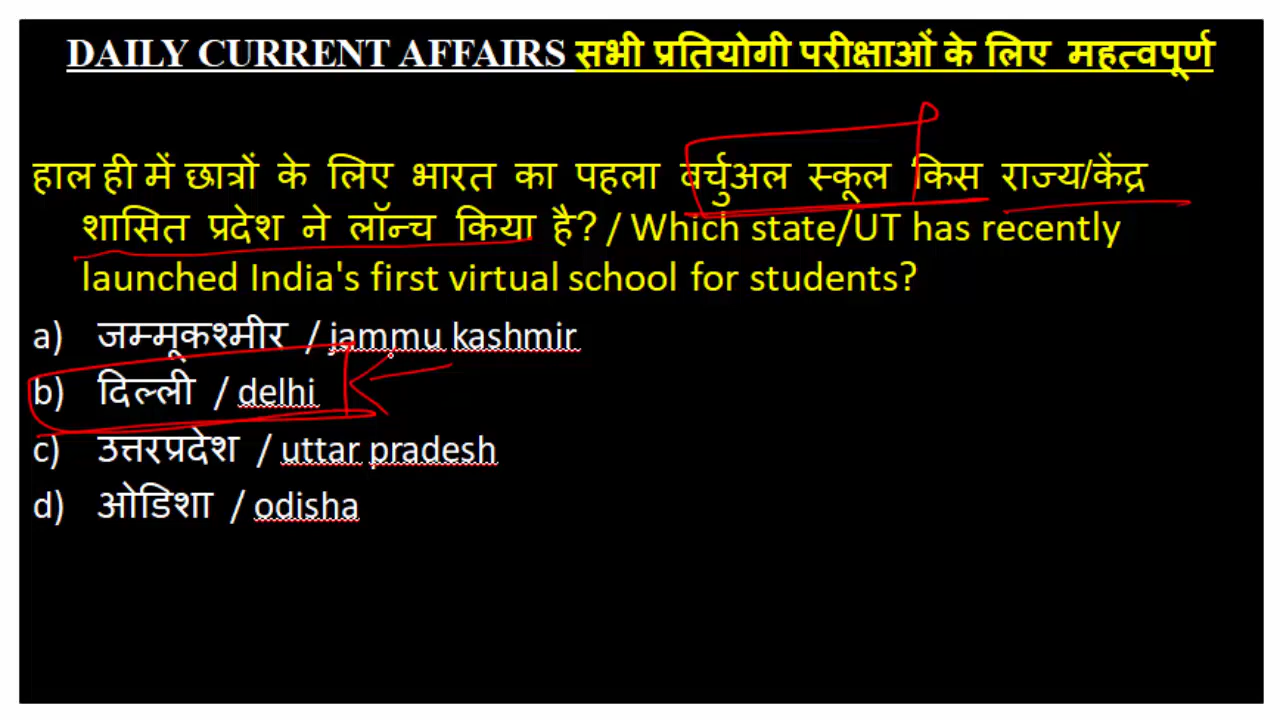 DAILY CURRENT AFFAIRS सभी प्रतियोगी परीक्षाओं के लिए महत्वपूर्ण
हाल ही में छात्रों के लिए भारत का पहला वर्चुअल स्कूल किस राज्य/केंद्र
शासित प्रदेश ने लॉन्च किया है? / Which state/UT has recently
launched India's first virtual school for students?
a) जम्मूकश्मीर / jammu kashmir
b) दिल्ली / delhi
c) उत्तरप्रदेश / uttar pradesh
d) ओडिशा / odisha